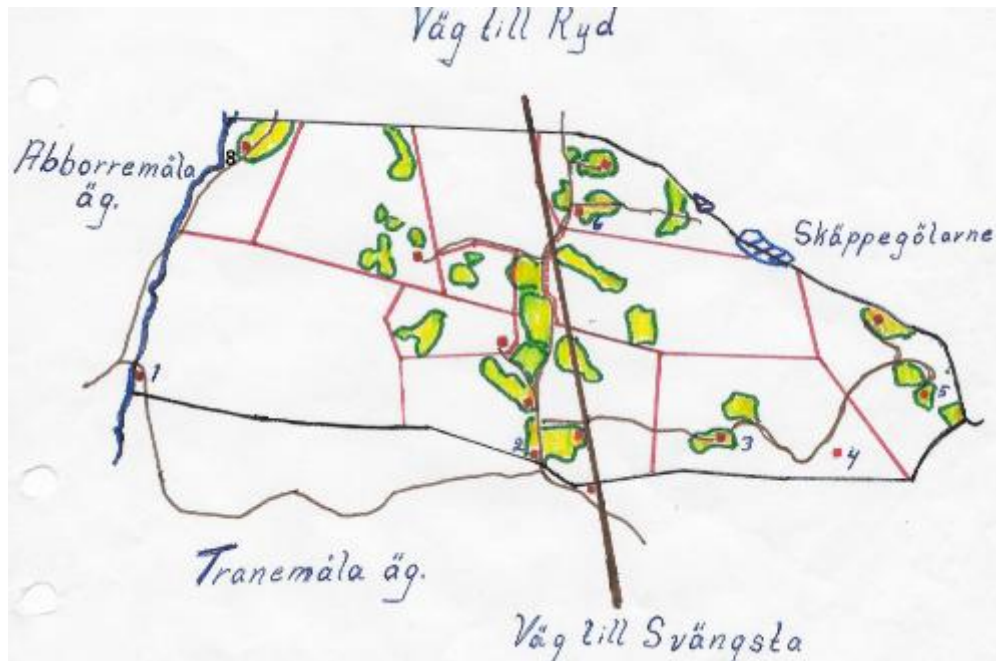 Väg till Ryd
Abborremåla
äg.
8
6
Skäppegölarne
1
5
2
3
4
Tranemåla äg.
Väg till Svängsta